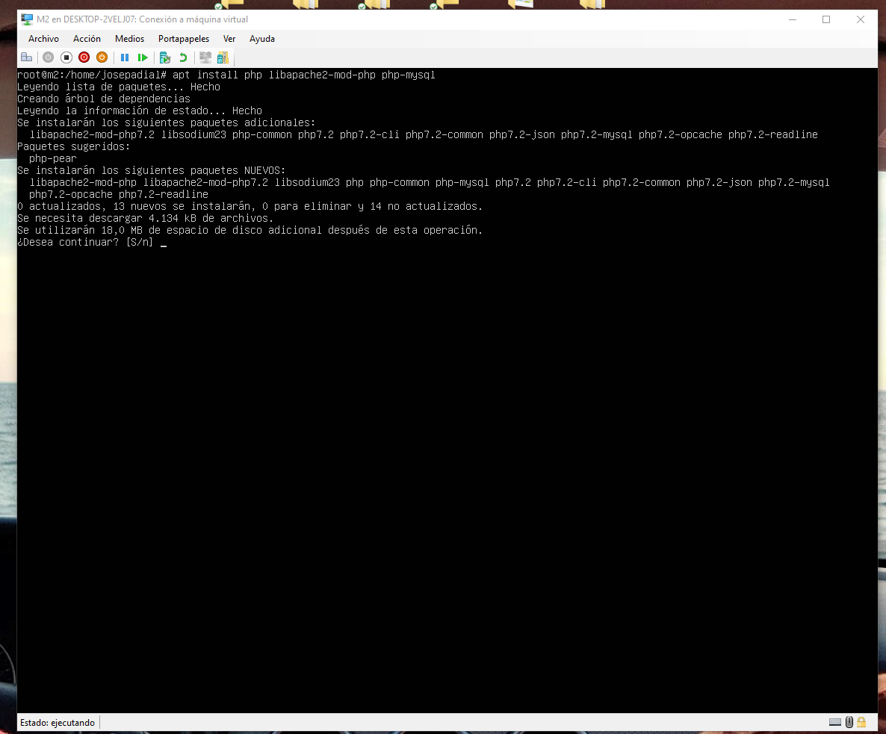 M2 en DESKTOP-2VELJ07: Conexión a máquina virtual
Archivo Acción Medios Portapapeles Ver Ayuda
root@m2:/home/josepadial# apt install php libapache2-mod-php php-mysql
Leyendo lista de paquetes... Hecho
Creando árbol de dependencias
Leyendo la información de estado... Hecho
Se instalarán los siguientes paquetes adicionales:
libapache2-mod-php7.2 libsodium23 php-common php7.2 php7.2-cli php7.2-common php7.2-json php7.2-mysql php7.2-opcache php7.2-readline
Paquetes sugeridos:
php-pear
Se instalarán los siguientes paquetes NUEVOS:
libapache2-mod-php libapache2-mod-php7.2 libsodium23 php php-common php-mysql php7.2 php7.2-cli php7.2-common php7.2-json php7.2-mysql
php7.2-opcache php7.2-readline
0 actualizados, 13 nuevos se instalarán, 0 para eliminar y 14 no actualizados.
Se necesita descargar 4.134 kB de archivos.
Se utilizarán 18,0 MB de espacio de disco adicional después de esta operación.
¿Desea continuar? [S/n] _
Estado: ejecutando